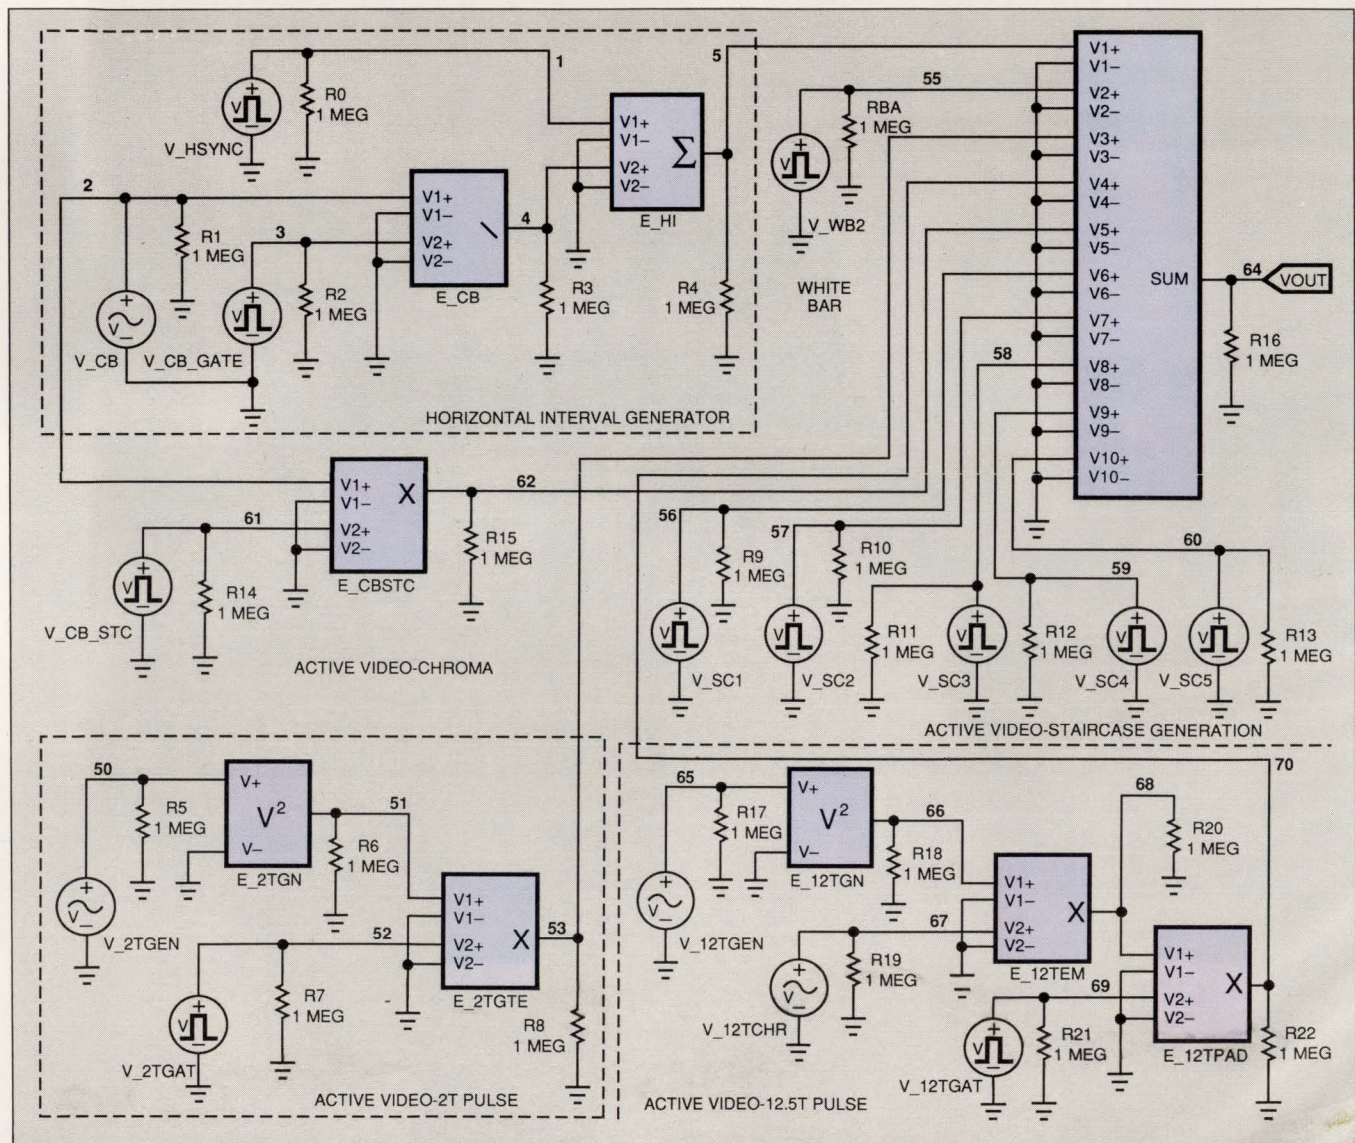 1
R0
1 MEG
V_HSYNC
V1+
V1−
V2+
V2−
Σ
E_HI
5
2
R1
1 MEG
3
R2
1 MEG
V
V_CB
V
V_CB_GATE
V1+
V1−
V2+
V2−
E_CB
4
R3
1 MEG
R4
1 MEG
HORIZONTAL INTERVAL GENERATOR
55
RBA
1 MEG
V
V_WB2
WHITE
BAR
V1+
V1−
V2+
V2−
V3+
V3−
V4+
V4−
V5+
V5−
V6+
V6−
V7+
V7−
V8+
V8−
V9+
V9−
V10+
V10−
SUM
64
VOUT
R16
1 MEG
58
61
V
V_CB_STC
R14
1 MEG
V1+
V1−
V2+
V2−
X
E_CBSTC
62
R15
1 MEG
ACTIVE VIDEO-CHROMA
56
R9
1 MEG
V
V_SC1
57
R10
1 MEG
V
V_SC2
R11
1 MEG
V
V_SC3
R12
1 MEG
59
V
V_SC4
60
V
V_SC5
R13
1 MEG
ACTIVE VIDEO-STAIRCASE GENERATION
50
R5
1 MEG
V
V_2TGEN
V+
V−
V2
E_2TGN
51
R6
1 MEG
52
V
V_2TGAT
R7
1 MEG
V1+
V1−
V2+
V2−
X
E_2TGTE
53
R8
1 MEG
ACTIVE VIDEO-2T PULSE
65
R17
1 MEG
V
V_12TGEN
V+
V−
V2
E_12TGN
66
R18
1 MEG
67
V_12TCHR
R19
1 MEG
V1+
V1−
V2+
V2−
X
E_12TEM
68
R20
1 MEG
69
V
V_12TGAT
R21
1 MEG
V1+
V1−
V2+
V2−
X
E_12TPAD
70
R22
1 MEG
ACTIVE VIDEO-12.5T PULSE